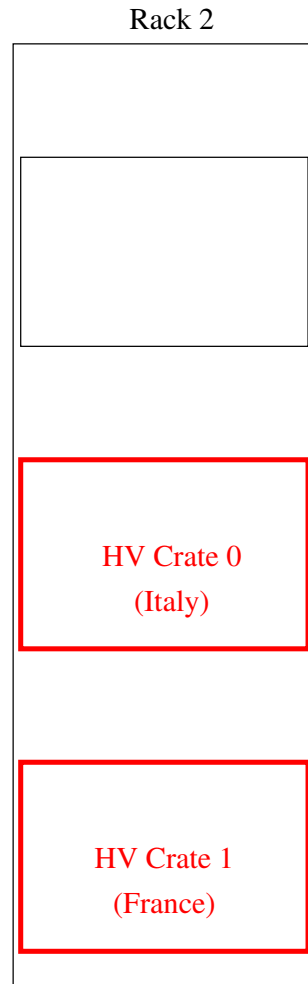 Rack 2
HV Crate 0
(Italy)
HV Crate 1
(France)